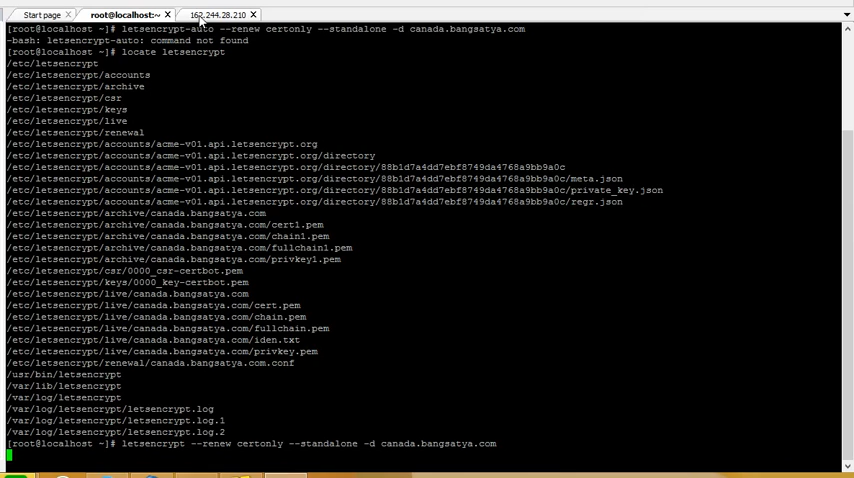 Start page × root@localhost:~ × 162.244.28.210 ×
[root@localhost ~]# letsencrypt-auto --renew certonly --standalone -d canada.bangsatya.com
-bash: letsencrypt-auto: command not found
[root@localhost ~]# locate letsencrypt
/etc/letsencrypt
/etc/letsencrypt/accounts
/etc/letsencrypt/archive
/etc/letsencrypt/csr
/etc/letsencrypt/keys
/etc/letsencrypt/live
/etc/letsencrypt/renewal
/etc/letsencrypt/accounts/acme-v01.api.letsencrypt.org
/etc/letsencrypt/accounts/acme-v01.api.letsencrypt.org/directory
/etc/letsencrypt/accounts/acme-v01.api.letsencrypt.org/directory/88b1d7a4dd7ebf8749da4768a9bb9a0c
/etc/letsencrypt/accounts/acme-v01.api.letsencrypt.org/directory/88b1d7a4dd7ebf8749da4768a9bb9a0c/meta.json
/etc/letsencrypt/accounts/acme-v01.api.letsencrypt.org/directory/88b1d7a4dd7ebf8749da4768a9bb9a0c/private_key.json
/etc/letsencrypt/accounts/acme-v01.api.letsencrypt.org/directory/88b1d7a4dd7ebf8749da4768a9bb9a0c/regr.json
/etc/letsencrypt/archive/canada.bangsatya.com
/etc/letsencrypt/archive/canada.bangsatya.com/cert1.pem
/etc/letsencrypt/archive/canada.bangsatya.com/chain1.pem
/etc/letsencrypt/archive/canada.bangsatya.com/fullchain1.pem
/etc/letsencrypt/archive/canada.bangsatya.com/privkey1.pem
/etc/letsencrypt/csr/0000_csr-certbot.pem
/etc/letsencrypt/keys/0000_key-certbot.pem
/etc/letsencrypt/live/canada.bangsatya.com
/etc/letsencrypt/live/canada.bangsatya.com/cert.pem
/etc/letsencrypt/live/canada.bangsatya.com/chain.pem
/etc/letsencrypt/live/canada.bangsatya.com/fullchain.pem
/etc/letsencrypt/live/canada.bangsatya.com/iden.txt
/etc/letsencrypt/live/canada.bangsatya.com/privkey.pem
/etc/letsencrypt/renewal/canada.bangsatya.com.conf
/usr/bin/letsencrypt
/var/lib/letsencrypt
/var/log/letsencrypt
/var/log/letsencrypt/letsencrypt.log
/var/log/letsencrypt/letsencrypt.log.1
/var/log/letsencrypt/letsencrypt.log.2
[root@localhost ~]# letsencrypt --renew certonly --standalone -d canada.bangsatya.com